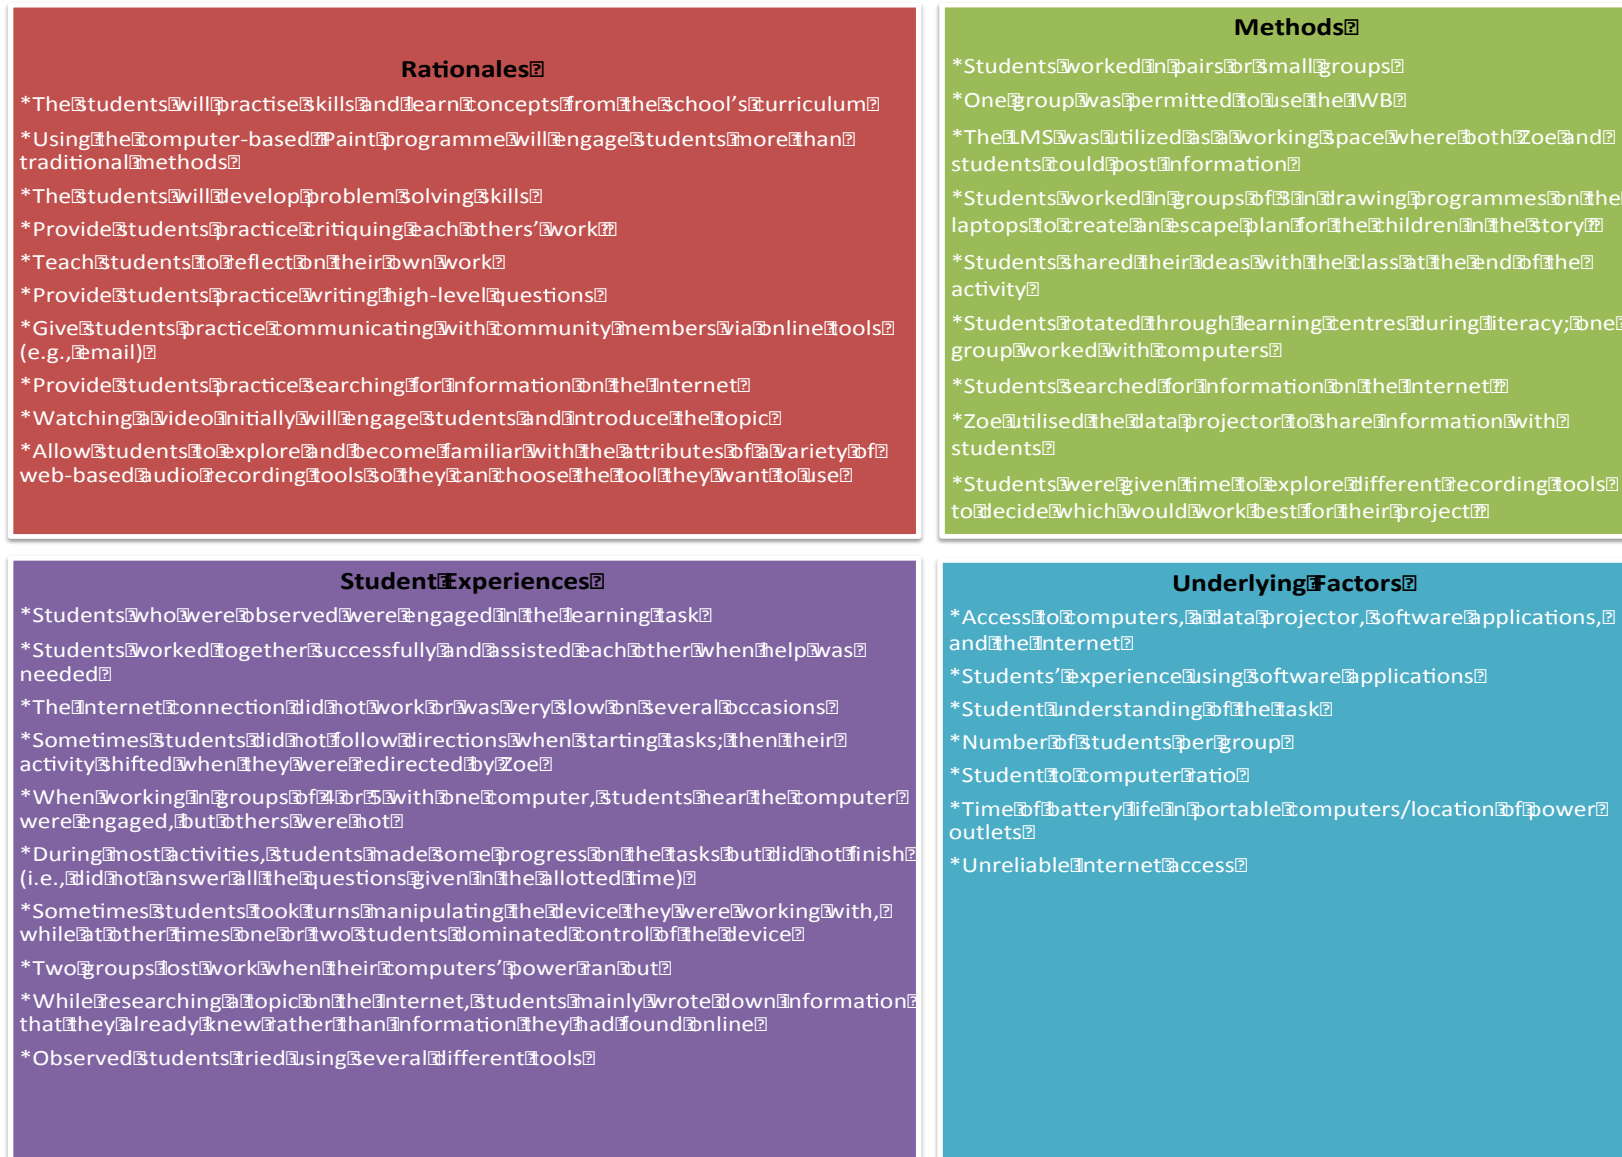 Rationales
*The students will practise skills and learn concepts from the school's curriculum
*Using the computer-based Paint programme will engage students more than
traditional methods
*The students will develop problem solving skills
*Provide students practice critiquing each others' work
*Teach students to reflect on their own work
*Provide students practice writing high-level questions
*Give students practice communicating with community members via online tools
(e.g., email)
*Provide students practice searching for information on the Internet
*Watching a video initially will engage students and introduce the topic
*Allow students to explore and become familiar with the attributes of a variety of
web-based audio recording tools so they can choose the tool they want to use
Methods
*Students worked in pairs or small groups
*One group was permitted to use the IWB
*The LMS was utilized as a working space where both Zoe and
students could post information
*Students worked in groups of 3 in drawing programmes on the
laptops to create an escape plan for the children in the story
*Students shared their ideas with the class at the end of the
activity
*Students rotated through learning centres during literacy; one
group worked with computers
*Students searched for information on the Internet
*Zoe utilised the data projector to share information with
students
*Students were given time to explore different recording tools
to decide which would work best for their project
Student Experiences
*Students who were observed were engaged in the learning task
*Students worked together successfully and assisted each other when help was
needed
*The Internet connection did not work or was very slow on several occasions
*Sometimes students did not follow directions when starting tasks; then their
activity shifted when they were redirected by Zoe
*When working in groups of 4 or 5 with one computer, students near the computer
were engaged, but others were not
*During most activities, students made some progress on the tasks but did not finish
(i.e., did not answer all the questions given in the allotted time)
*Sometimes students took turns manipulating the device they were working with,
while at other times one or two students dominated control of the device
*Two groups lost work when their computers' power ran out
*While researching a topic on the Internet, students mainly wrote down information
that they already knew rather than information they had found online
*Observed students tried using several different tools
Underlying Factors
*Access to computers, a data projector, software applications,
and the Internet
*Students' experience using software applications
*Student understanding of the task
*Number of students per group
*Student to computer ratio
*Time of battery life in portable computers/location of power
outlets
*Unreliable Internet access